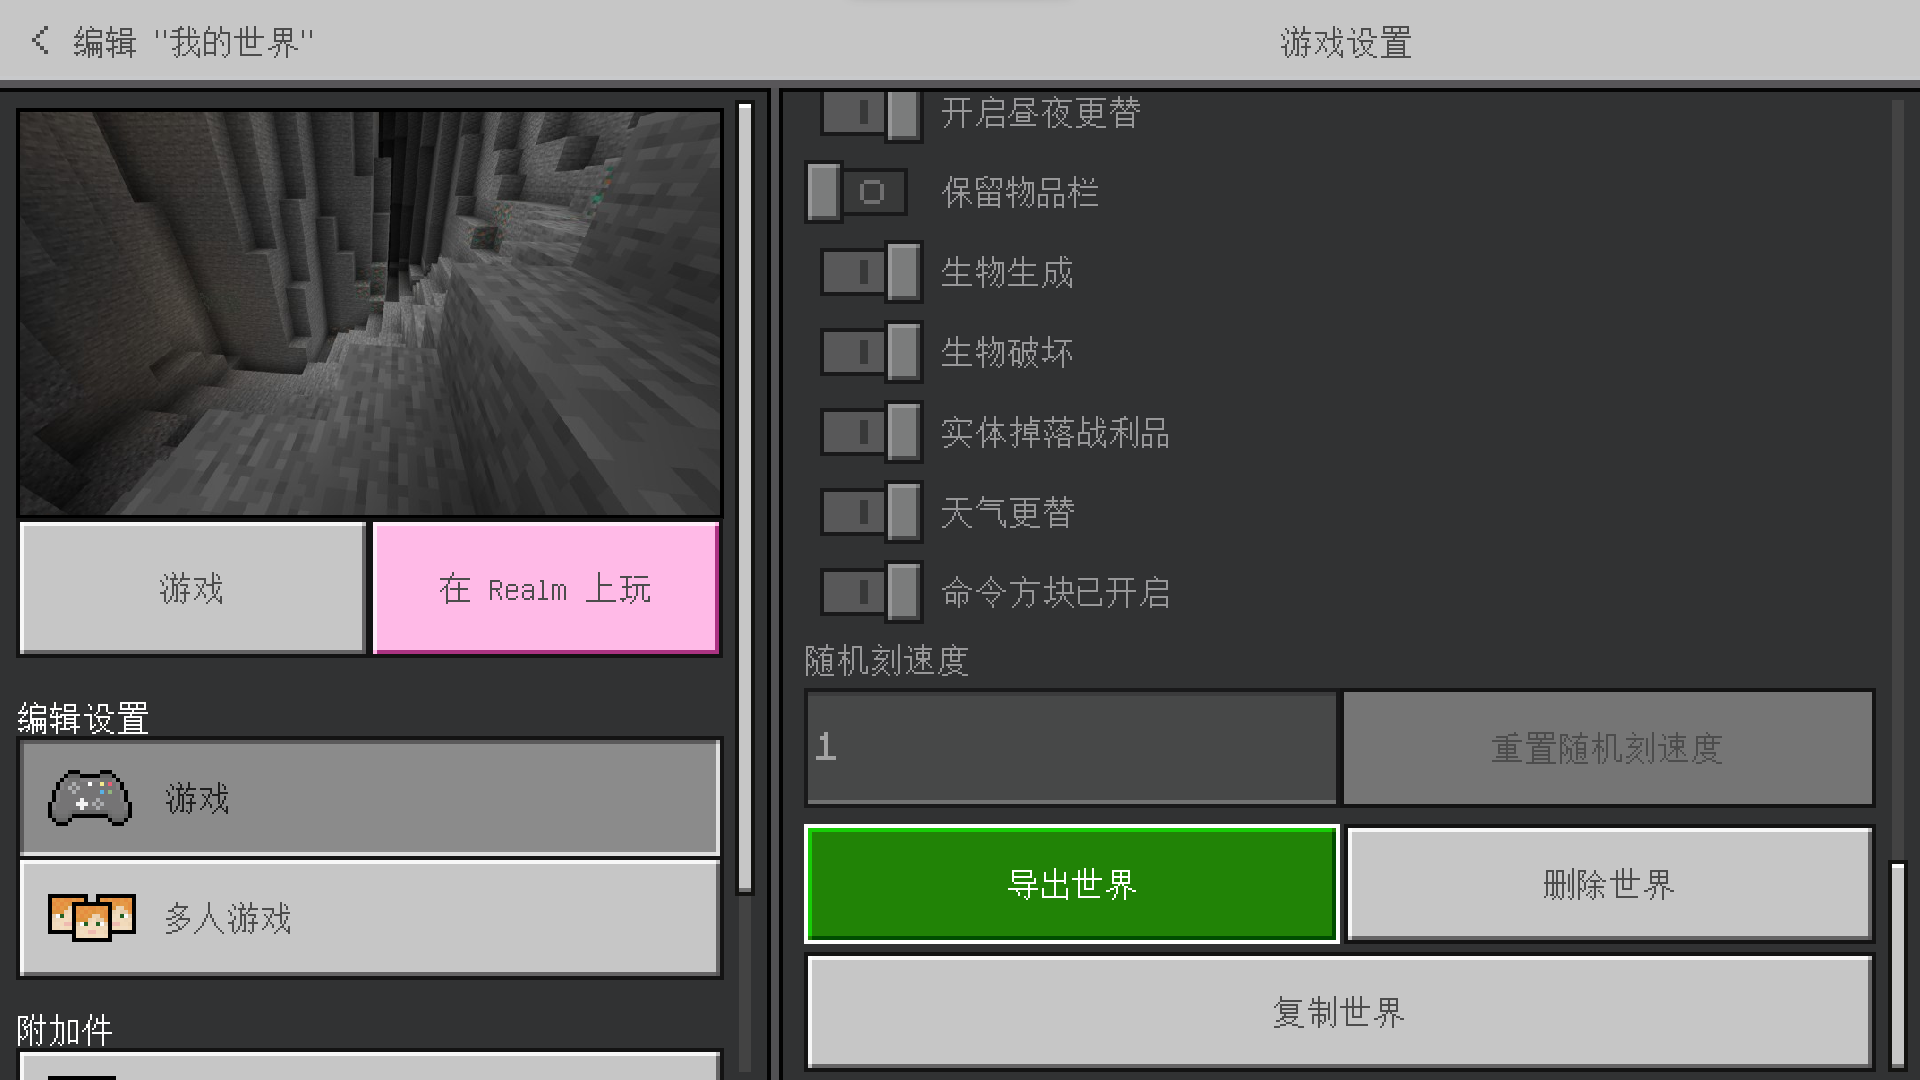 编辑 "我的世界"
游戏设置
游戏
在 Realm 上玩
编辑设置
游戏
多人游戏
附加件
开启昼夜更替
保留物品栏
生物生成
生物破坏
实体掉落战利品
天气更替
命令方块已开启
随机刻速度
1
重置随机刻速度
导出世界
删除世界
复制世界